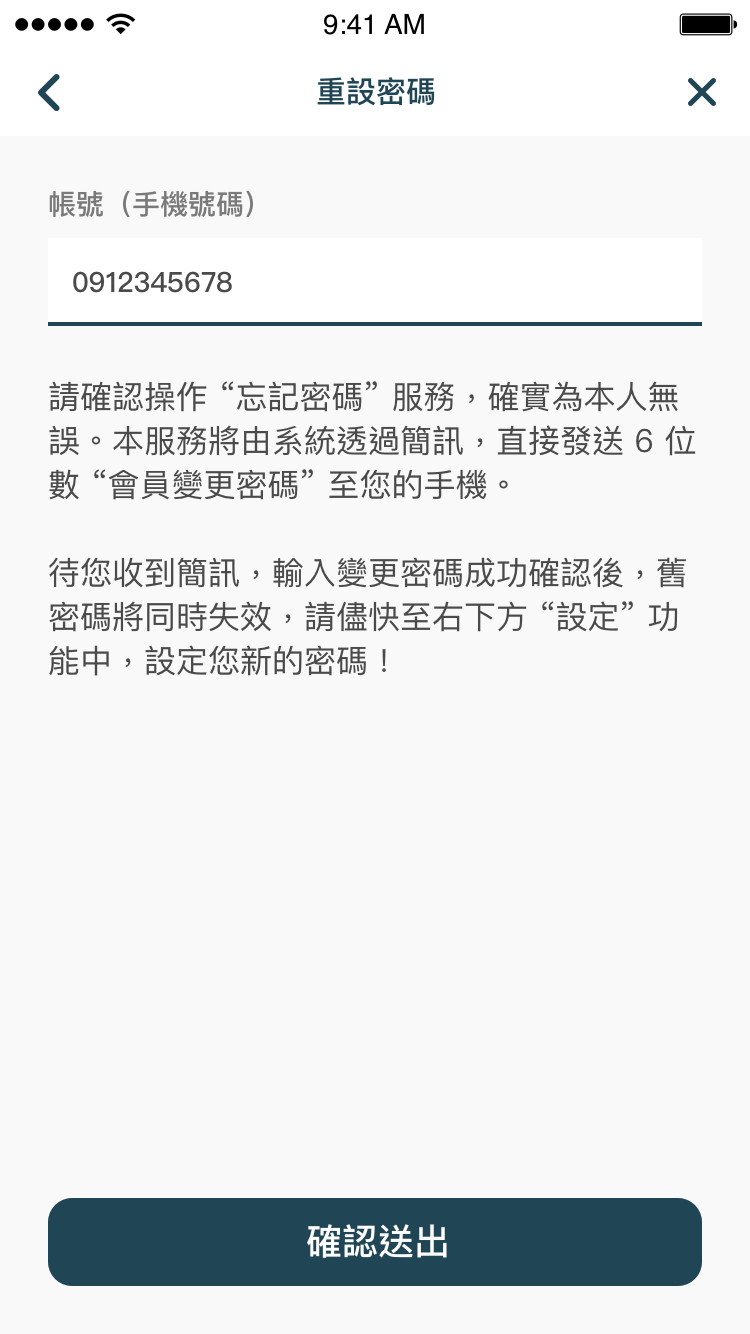 9:41 AM
重設密碼
帳號（手機號碼）
0912345678
請確認操作“忘記密碼”服務，確實為本人無
誤。本服務將由系統透過簡訊，直接發送 6 位
數“會員變更密碼”至您的手機。
待您收到簡訊，輸入變更密碼成功確認後，舊
密碼將同時失效，請儘快至右下方“設定”功
能中，設定您新的密碼！
確認送出